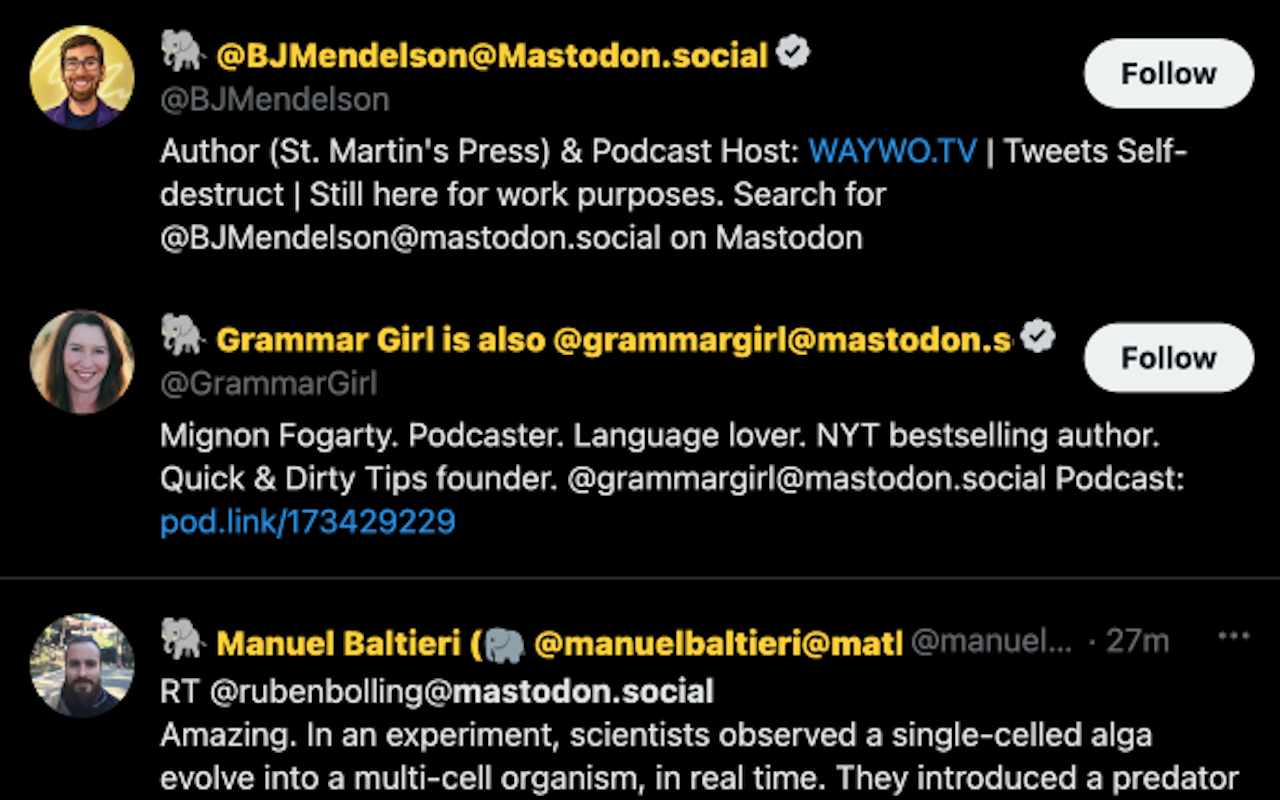 🐘 @BJMendelson@Mastodon.social
Follow
@BJMendelson
Author (St. Martin's Press) & Podcast Host: WAYWO.TV | Tweets Self-
destruct | Still here for work purposes. Search for
@BJMendelson@mastodon.social on Mastodon
🐘 Grammar Girl is also @grammargirl@mastodon.s
Follow
@GrammarGirl
Mignon Fogarty. Podcaster. Language lover. NYT bestselling author.
Quick & Dirty Tips founder. @grammargirl@mastodon.social Podcast:
pod.link/173429229
🐘 Manuel Baltieri (🐘 @manuelbaltieri@matl @manuel... · 27m ...
RT @rubenbolling@mastodon.social
Amazing. In an experiment, scientists observed a single-celled alga
evolve into a multi-cell organism, in real time. They introduced a predator